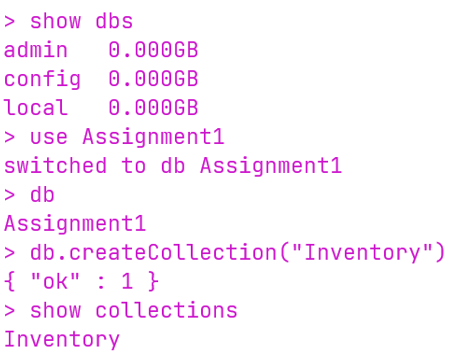 > show dbs
admin   0.000GB
config  0.000GB
local   0.000GB
> use Assignment1
switched to db Assignment1
> db
Assignment1
> db.createCollection("Inventory")
{ "ok" : 1 }
> show collections
Inventory